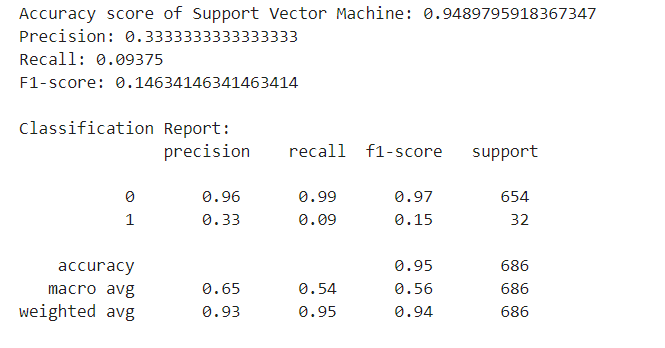 Accuracy score of Support Vector Machine: 0.9489795918367347
Precision: 0.3333333333333333
Recall: 0.09375
F1-score: 0.14634146341463414
Classification Report:
precision recall f1-score support
0 0.96 0.99 0.97 654
1 0.33 0.09 0.15 32
accuracy 0.95 686
macro avg 0.65 0.54 0.56 686
weighted avg 0.93 0.95 0.94 686